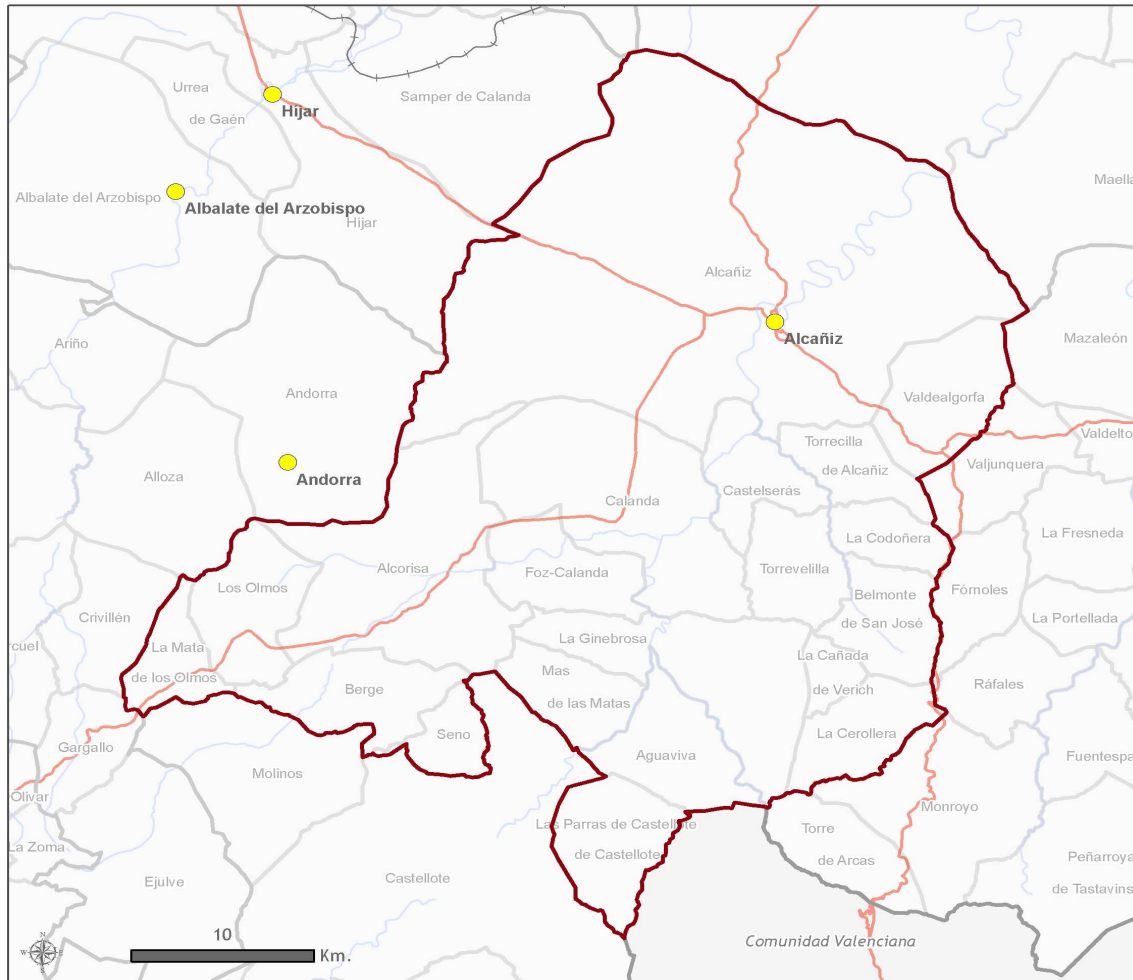 Urrea
de Gaén
Híjar
Samper de Calanda
Albalate del Arzobispo
Albalate del Arzobispo
Híjar
Maella
Alcañiz
Alcañiz
Ariño
Mazaleón
Andorra
Valdealgorfa
Andorra
Alloza
Torrecilla
de Alcañiz
Valdelto
Valjunquera
Castelserás
Calanda
La Codoñera
La Fresneda
Alcorisa
Foz-Calanda
Torrevelilla
Los Olmos
Belmonte
de San José
Fórnoles
Crivillén
La Portellada
La Mata
de los Olmos
La Ginebrosa
rcuel
La Cañada
de Verich
Mas
de las Matas
Berge
Ráfales
Seno
La Cerollera
Gargallo
Aguaviva
Fuentespa
Molinos
Olivar
Monroyo
Las Parras de Castellote
de Castellote
Torre
de Arcas
La Zoma
Peñarroya
de Tastavins
Ejulve
Castellote
Comunidad Valenciana
N
W
E
S
10
Km.